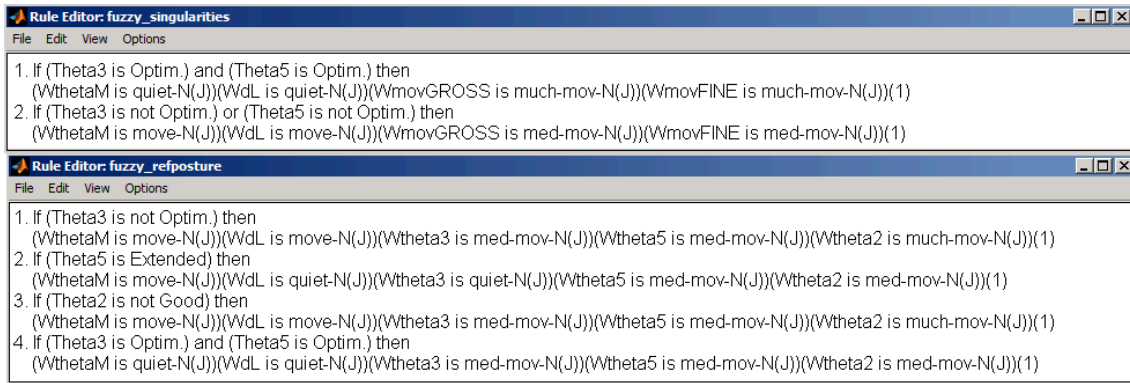 Rule Editor: fuzzy_singularities
File Edit View Options
1. If (Theta3 is Optim.) and (Theta5 is Optim.) then
(WthetaM is quiet-N(J))(WdL is quiet-N(J))(WmovGROSS is much-mov-N(J))(WmovFINE is much-mov-N(J))(1)
2. If (Theta3 is not Optim.) or (Theta5 is not Optim.) then
(WthetaM is move-N(J))(WdL is move-N(J))(WmovGROSS is med-mov-N(J))(WmovFINE is med-mov-N(J))(1)
Rule Editor: fuzzy_refposture
File Edit View Options
1. If (Theta3 is not Optim.) then
(WthetaM is move-N(J))(WdL is move-N(J))(Wtheta3 is med-mov-N(J))(Wtheta5 is med-mov-N(J))(Wtheta2 is much-mov-N(J))(1)
2. If (Theta5 is Extended) then
(WthetaM is move-N(J))(WdL is quiet-N(J))(Wtheta3 is quiet-N(J))(Wtheta5 is med-mov-N(J))(Wtheta2 is med-mov-N(J))(1)
3. If (Theta2 is not Good) then
(WthetaM is move-N(J))(WdL is move-N(J))(Wtheta3 is med-mov-N(J))(Wtheta5 is med-mov-N(J))(Wtheta2 is much-mov-N(J))(1)
4. If (Theta3 is Optim.) and (Theta5 is Optim.) then
(WthetaM is quiet-N(J))(WdL is quiet-N(J))(Wtheta3 is med-mov-N(J))(Wtheta5 is med-mov-N(J))(Wtheta2 is med-mov-N(J))(1)